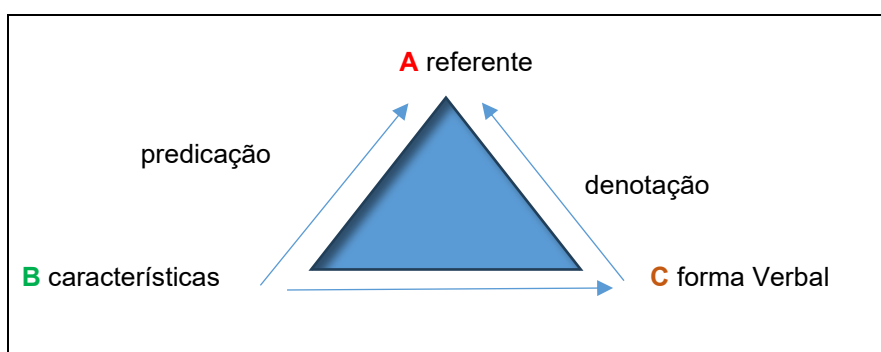 A referente
predicação
denotação
B características
C forma Verbal